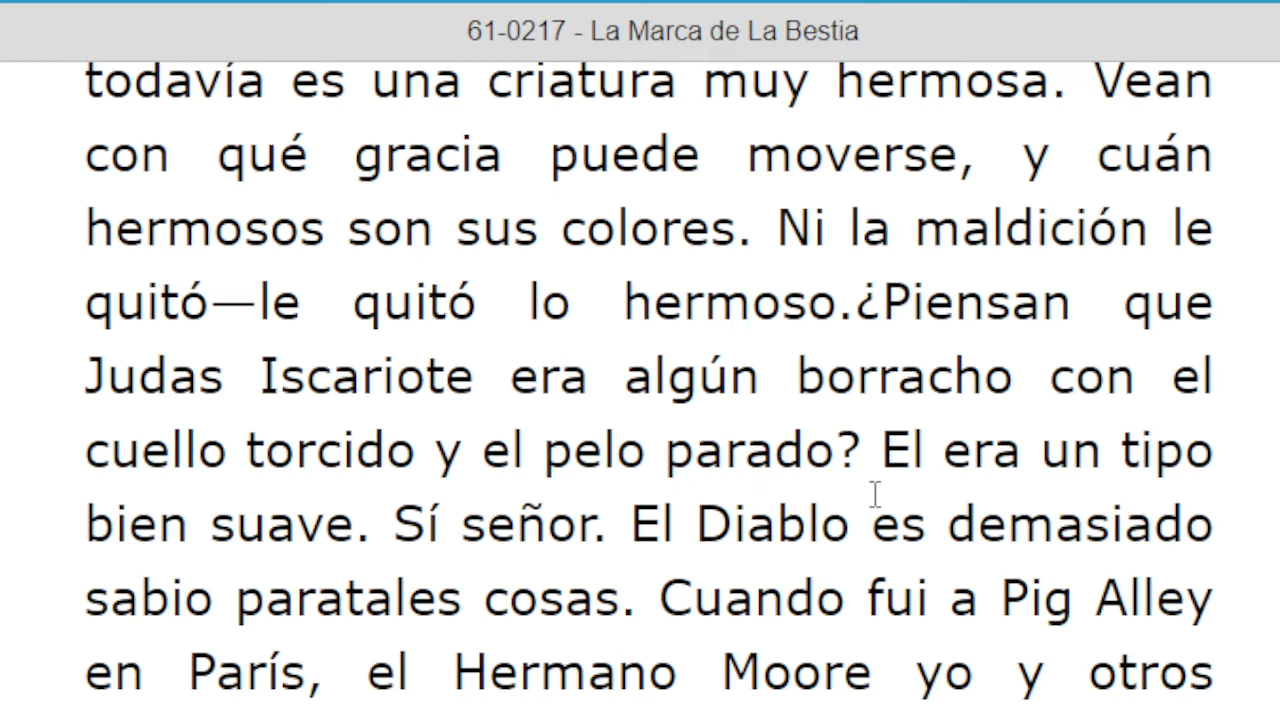 61-0217 - La Marca de La Bestia
todavía es una criatura muy hermosa. Vean
con qué gracia puede moverse, y cuán
hermosos son sus colores. Ni la maldición le
quitó—le quitó lo hermoso.¿Piensan que
Judas Iscariote era algún borracho con el
cuello torcido y el pelo parado? El era un tipo
bien suave. Sí señor. El Diablo es demasiado
sabio paratales cosas. Cuando fui a Pig Alley
en París, el Hermano Moore yo y otros